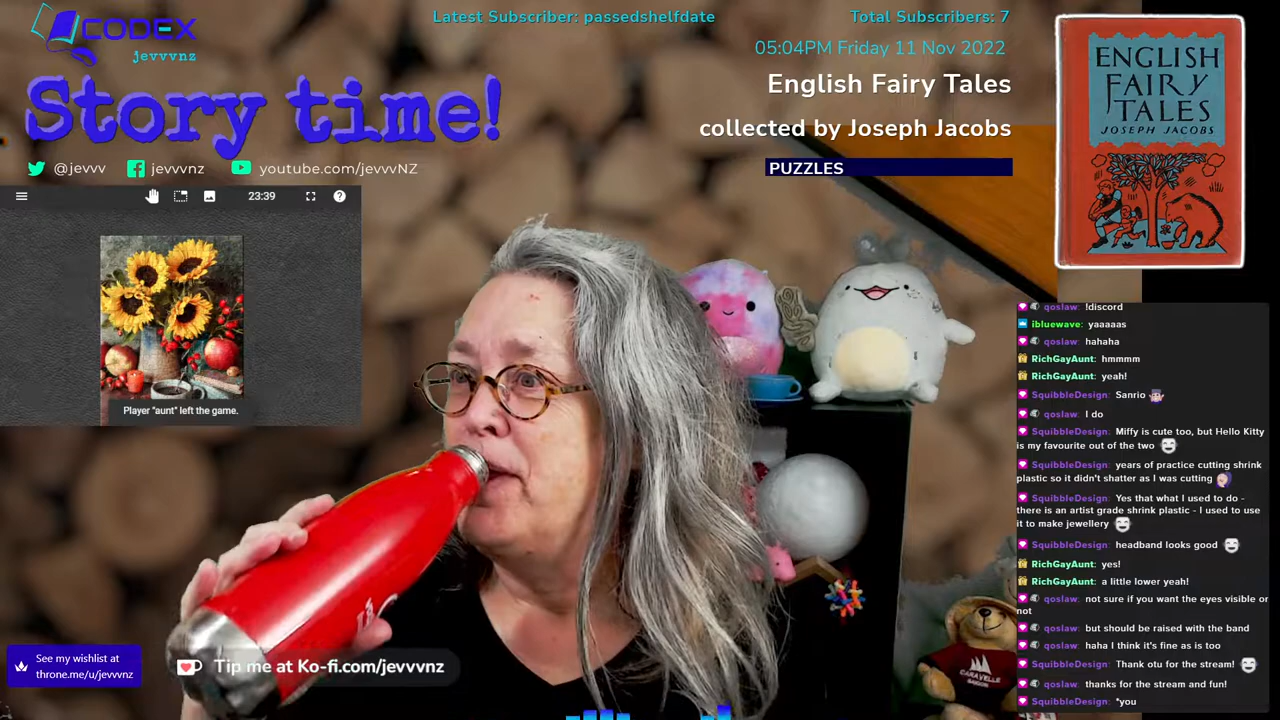 CODEX
jevvvnz
Story time!
@jevvv
jevvvnz
youtube.com/jevvvNZ
Latest Subscriber: passedshelfdate
Total Subscribers: 7
05:04PM Friday 11 Nov 2022
English Fairy Tales
collected by Joseph Jacobs
PUZZLES
ENGLISH
FAIRY
TALES
JOSEPH JACOBS
23:39
Player "aunt" left the game.
qoslaw: !discord
ibluewave: yaaaaas
qoslaw: hahaha
RichGayAunt: hmmmm
RichGayAunt: yeah!
SquibbleDesign: Sanrio
qoslaw: I do
SquibbleDesign: Miffy is cute too, but Hello Kitty
is my favourite out of the two
SquibbleDesign: years of practice cutting shrink
plastic so it didn't shatter as I was cutting
SquibbleDesign: Yes that what I used to do -
there is an artist grade shrink plastic - I used to use
it to make jewellery
SquibbleDesign: headband looks good
RichGayAunt: yes!
RichGayAunt: a little lower yeah!
qoslaw: not sure if you want the eyes visible or
not
qoslaw: but should be raised with the band
qoslaw: haha I think it's fine as is too
SquibbleDesign: Thank otu for the stream!
qoslaw: thanks for the stream and fun!
SquibbleDesign: *you
CARAVELLE
SAIGON
See my wishlist at
throne.me/u/jevvvnz
Tip me at Ko-fi.com/jevvvnz